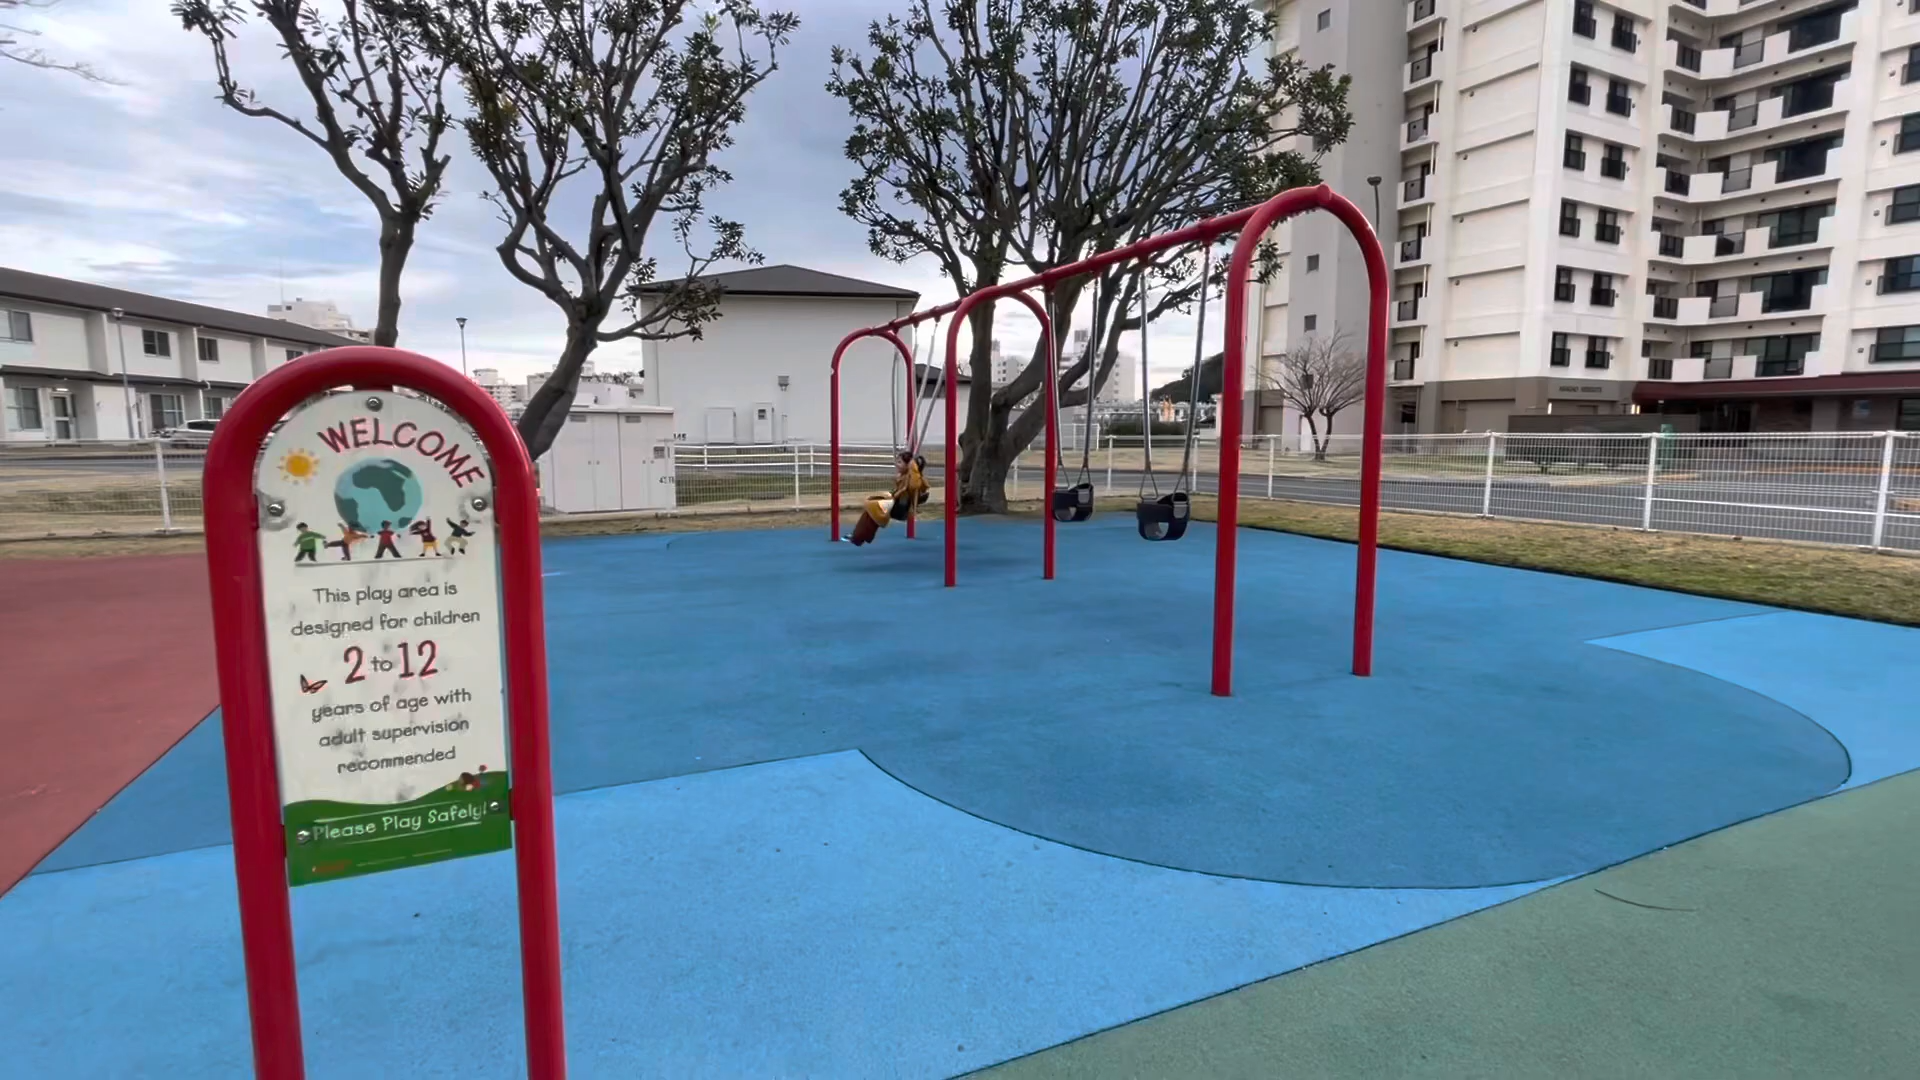 WELCOME
This play area is
designed for children
2 to 12
years of age with
adult supervision
recommended
Please Play Safely!